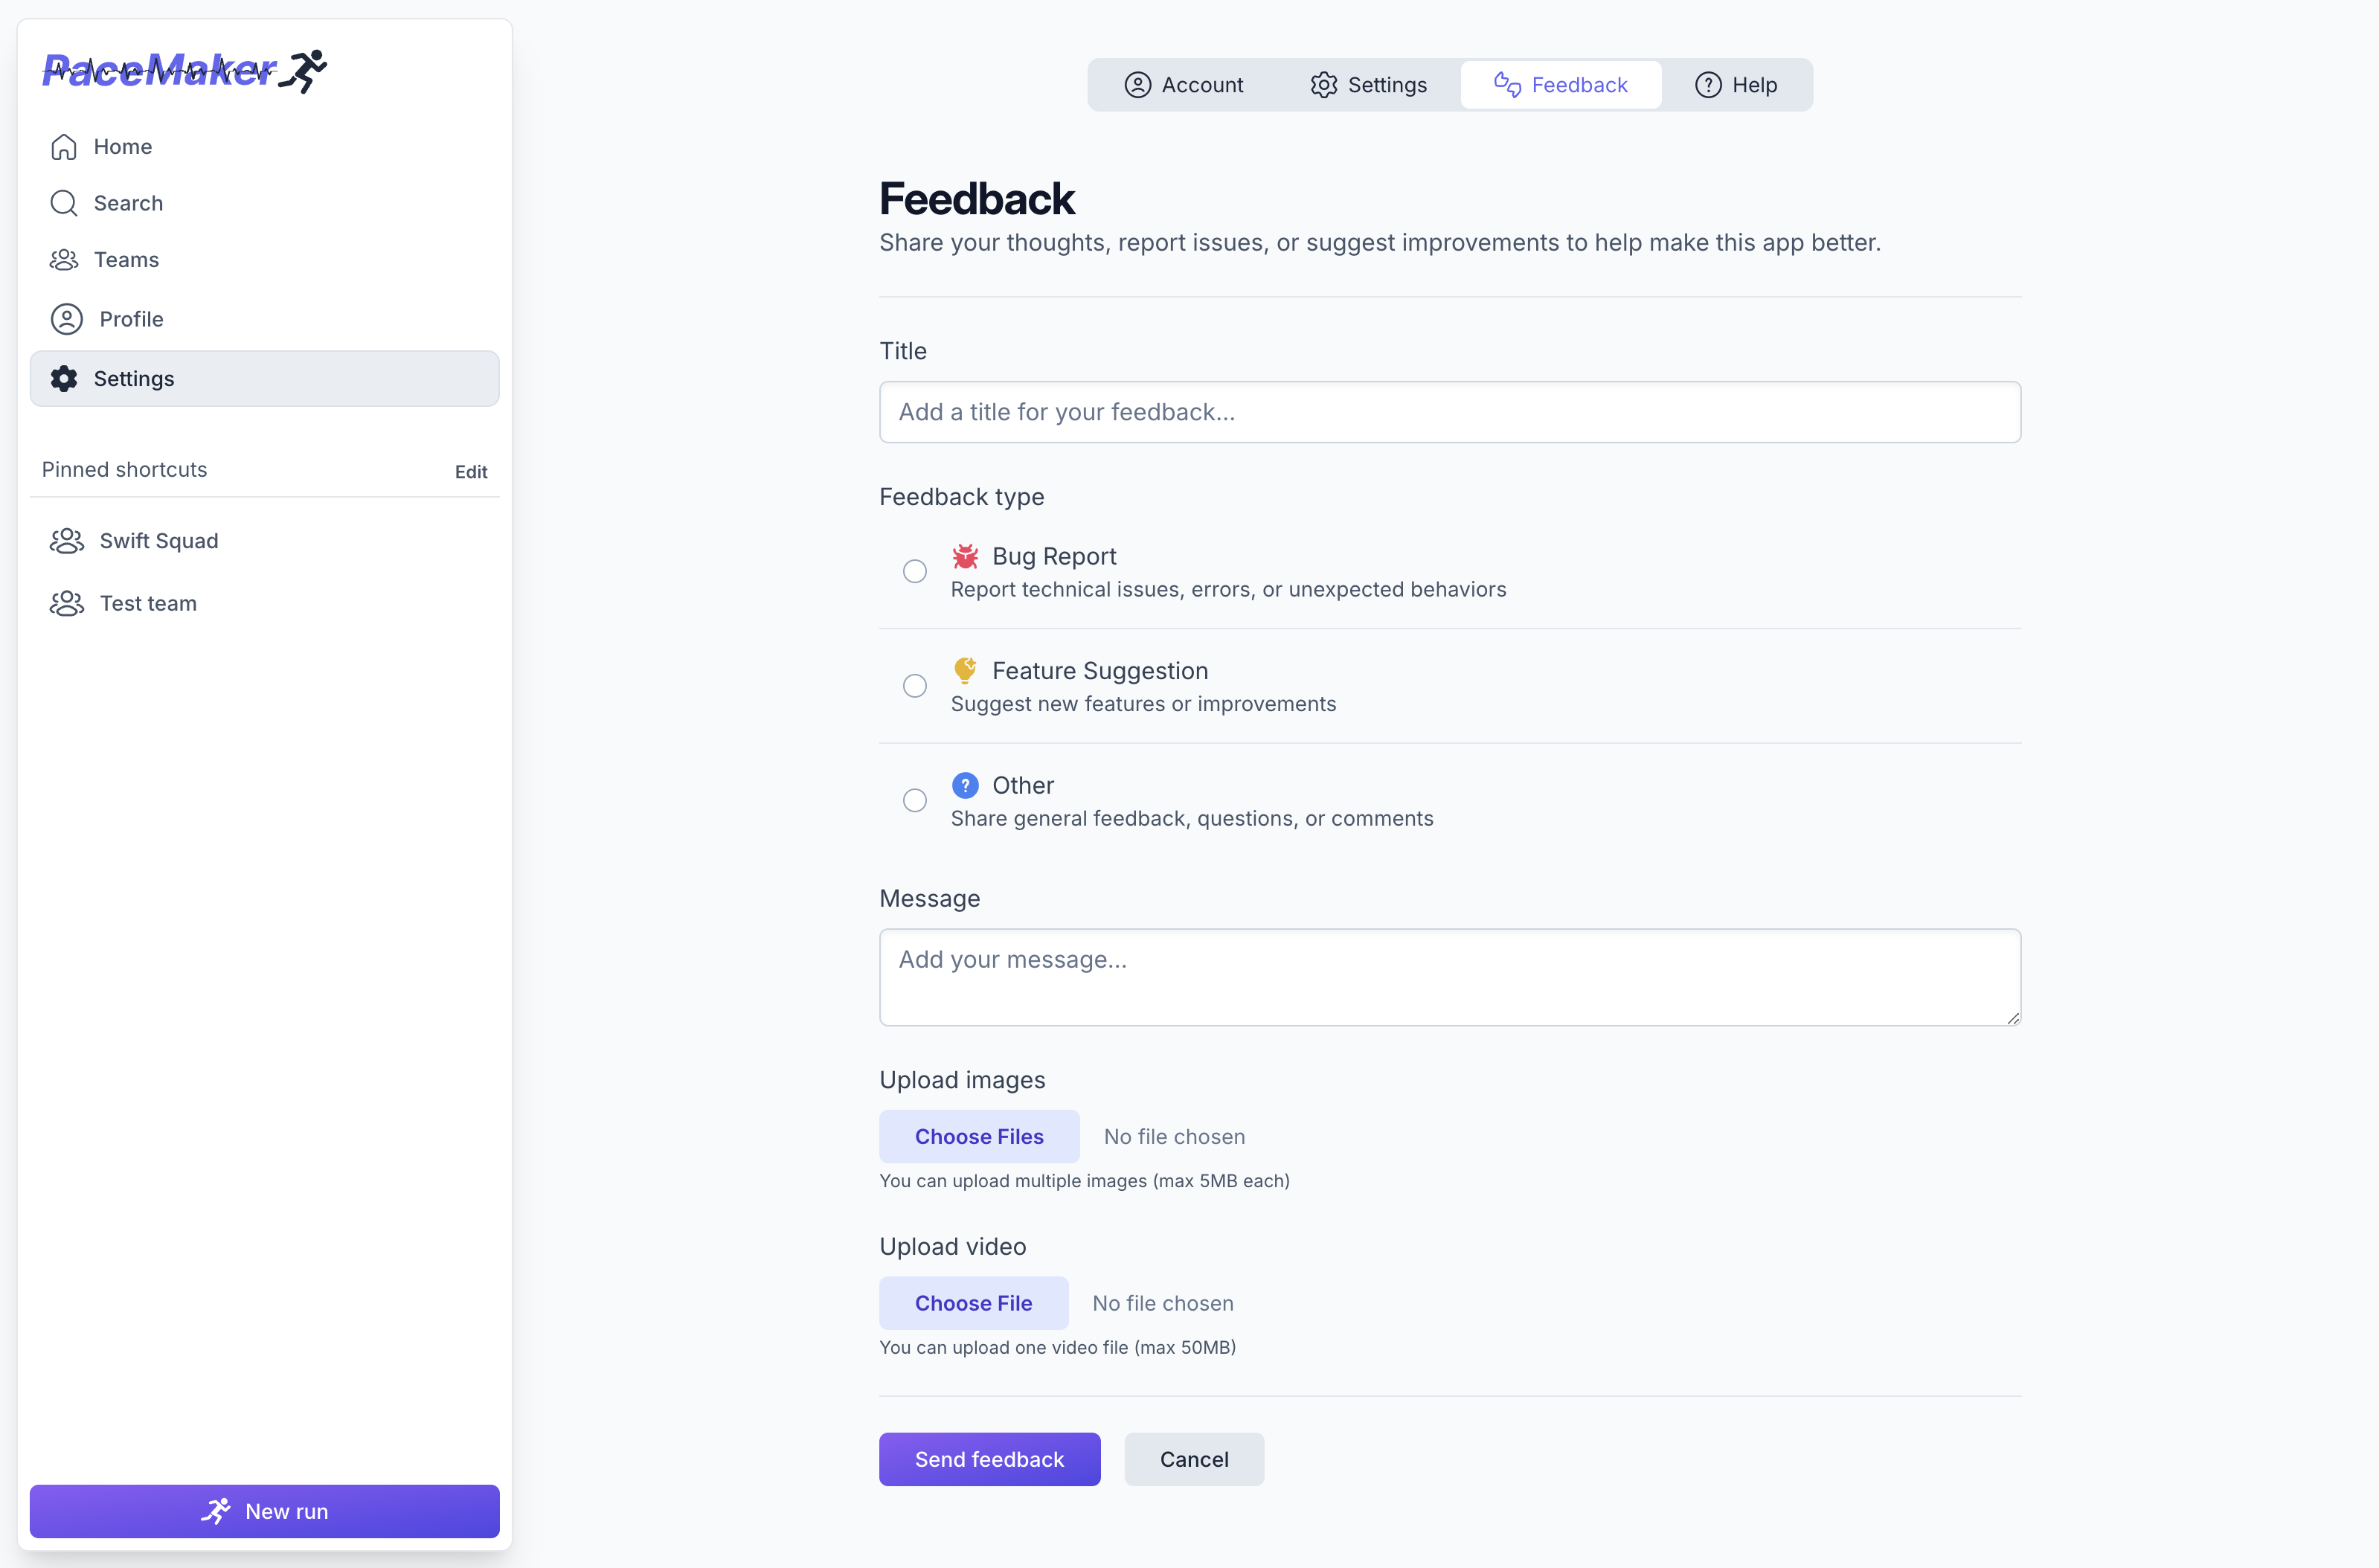 PaceMaker
Home
Search
Teams
Profile
Settings
Pinned shortcuts
Edit
Swift Squad
Test team
New run
Account
Settings
Feedback
Help
Feedback
Share your thoughts, report issues, or suggest improvements to help make this app better.
Title
Add a title for your feedback...
Feedback type
Bug Report
Report technical issues, errors, or unexpected behaviors
Feature Suggestion
Suggest new features or improvements
Other
Share general feedback, questions, or comments
Message
Add your message...
Upload images
Choose Files
No file chosen
You can upload multiple images (max 5MB each)
Upload video
Choose File
No file chosen
You can upload one video file (max 50MB)
Send feedback
Cancel